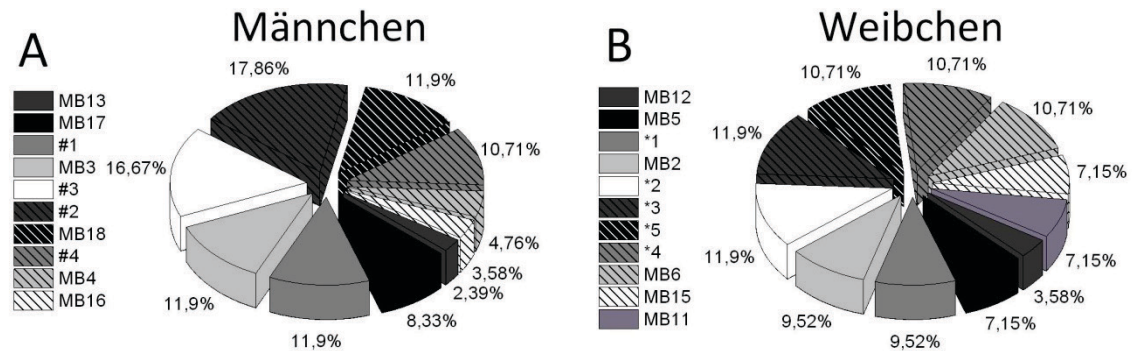 A
Männchen
MB13
MB17
#1
MB3
#3
#2
MB18
#4
MB4
MB16
17,86%
11,9%
10,71%
4,76%
3,58%
2,39%
8,33%
11,9%
11,9%
16,67%
B
Weibchen
MB12
MB5
*1
MB2
*2
*3
*5
*4
MB6
MB15
MB11
10,71%
10,71%
10,71%
7,15%
7,15%
3,58%
7,15%
9,52%
9,52%
11,9%
11,9%